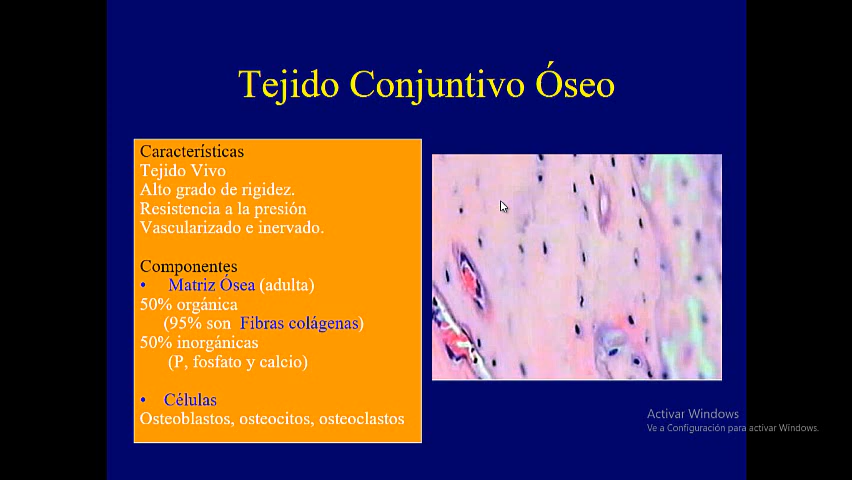 Tejido Conjuntivo Óseo
Características
Tejido Vivo
Alto grado de rigidez.
Resistencia a la presión
Vascularizado e inervado.
Componentes
• Matriz Ósea (adulta)
50% orgánica
(95% son Fibras colágenas)
50% inorgánicas
(P, fosfato y calcio)
• Células
Osteoblastos, osteocitos, osteoclastos
Activar Windows
Ve a Configuración para activar Windows.